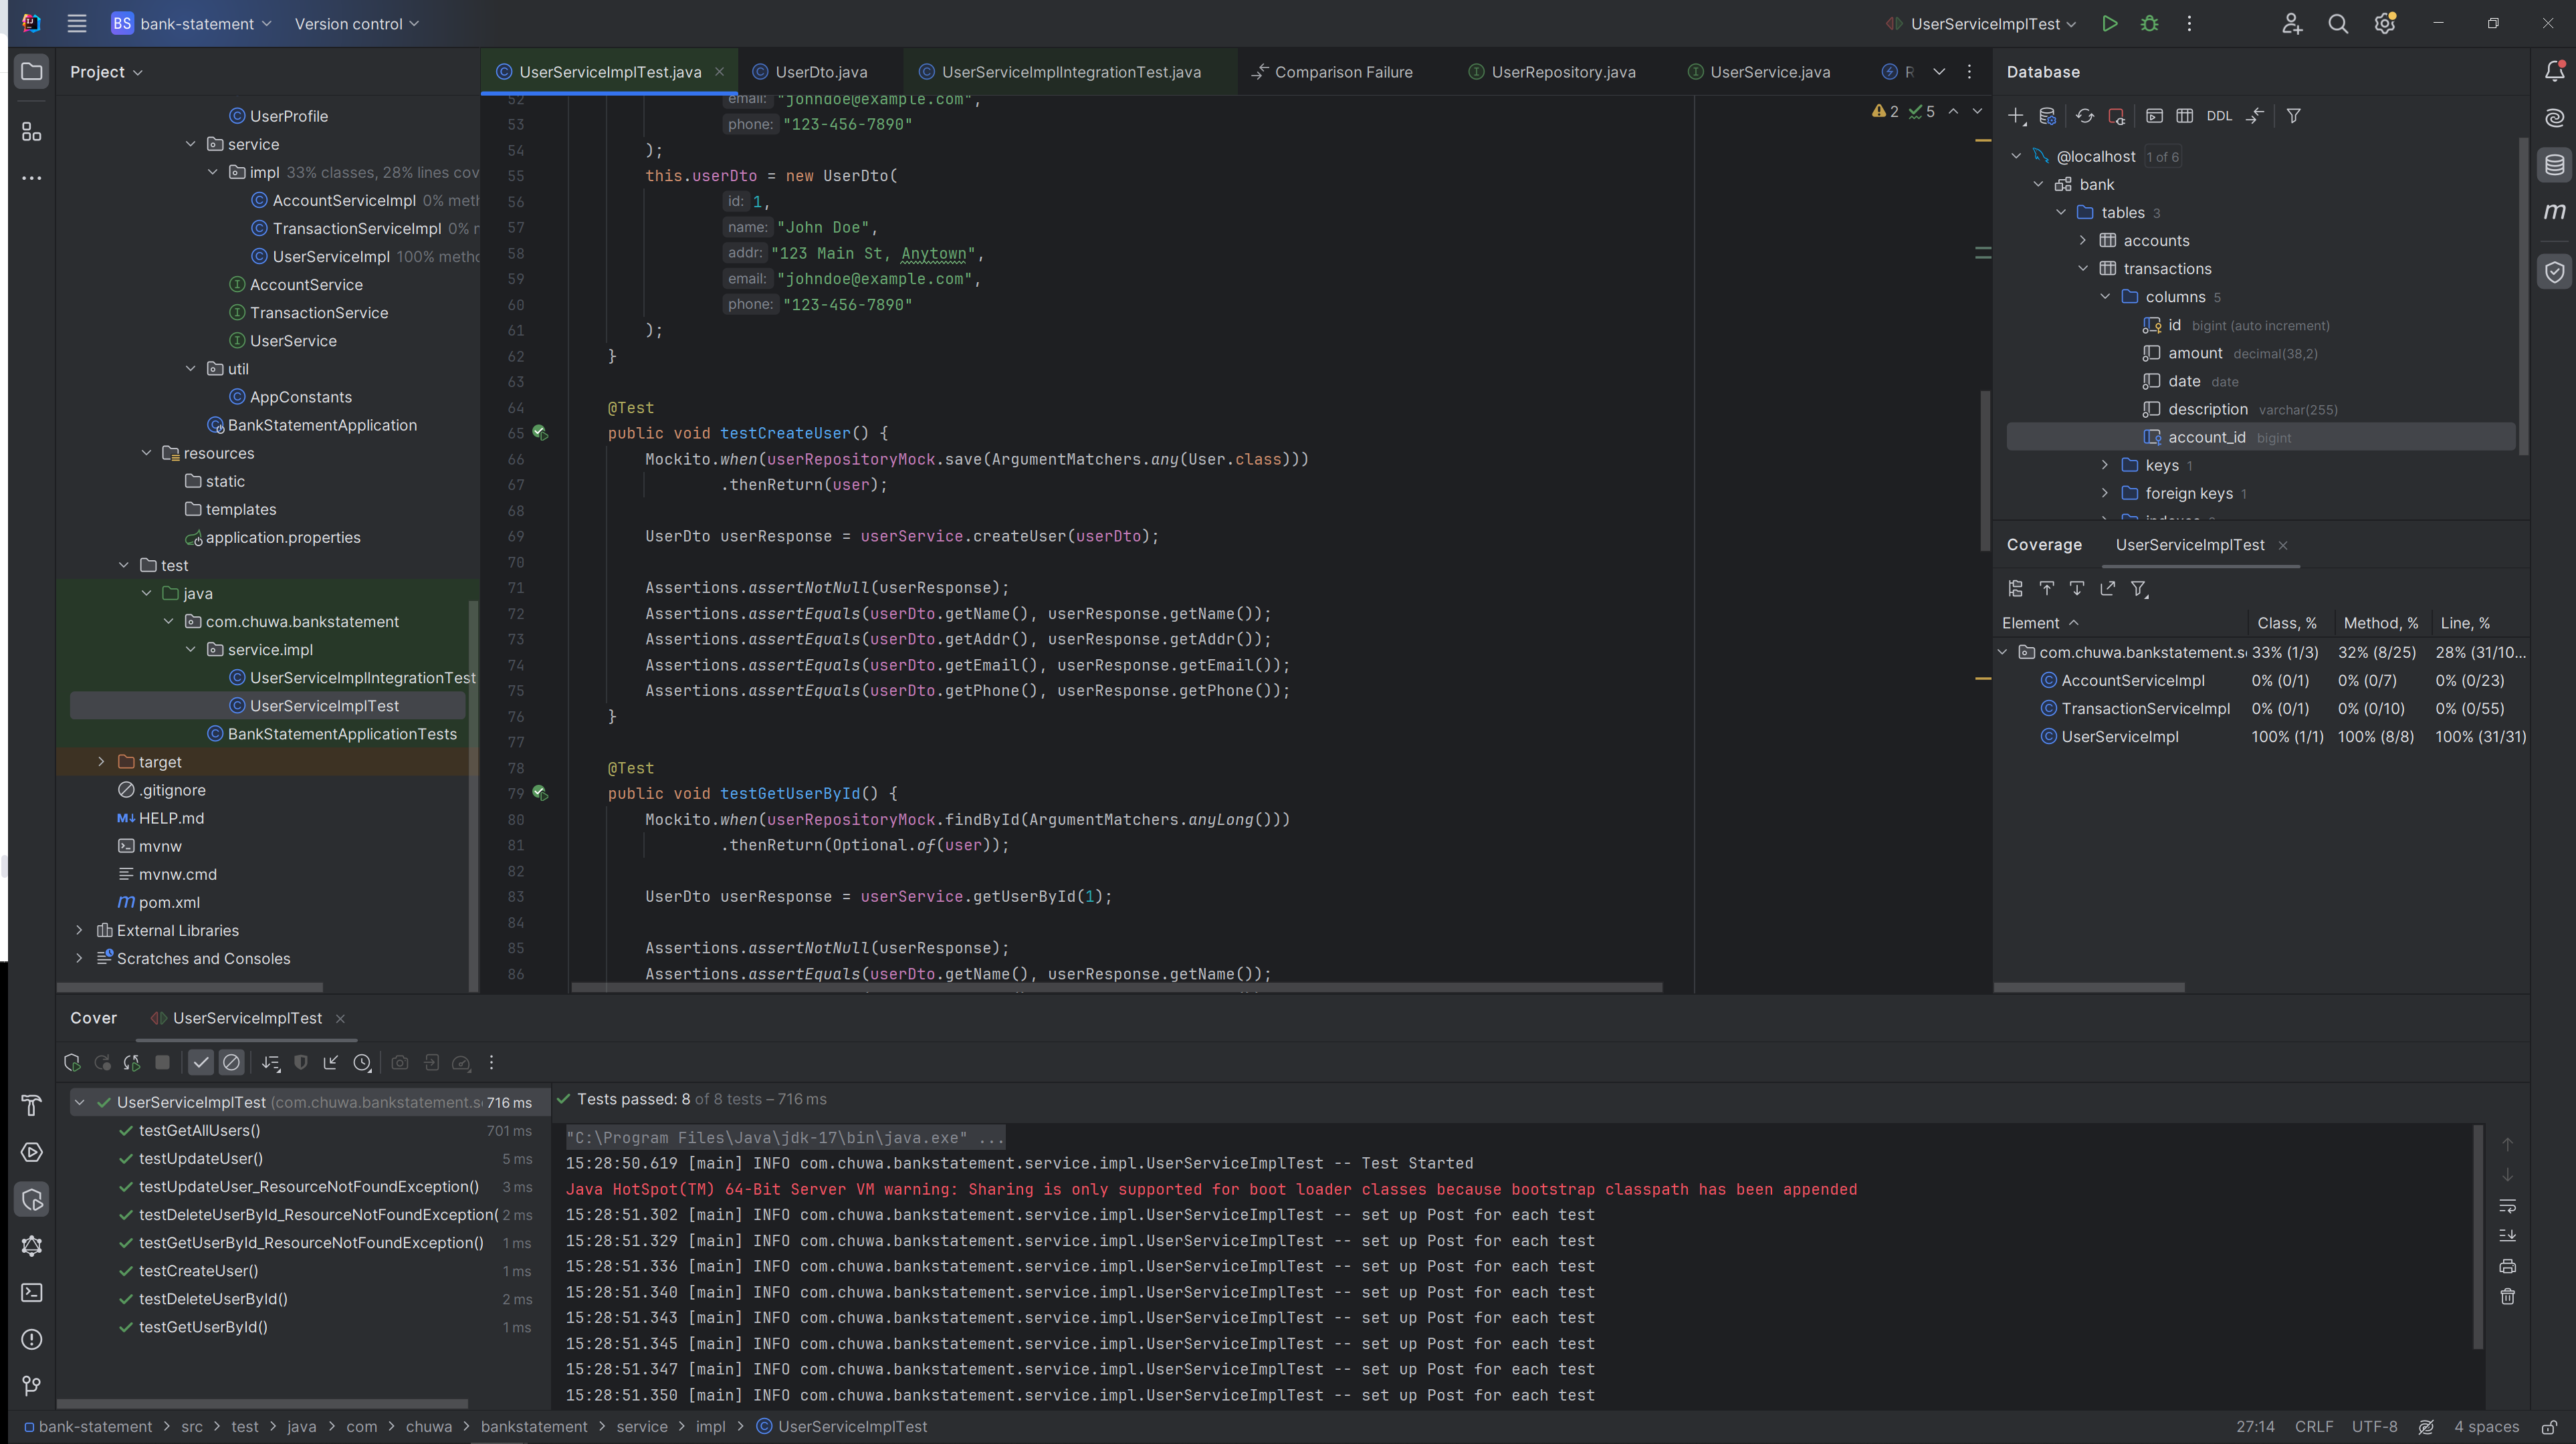 BS bank-statement Version control UserServiceImplTest
Project
UserServiceImplTest.java UserDto.java UserServiceImplIntegrationTest.java Comparison Failure UserRepository.java UserService.java R
Database
UserProfile
service
impl 33% classes, 28% lines cov
AccountServiceImpl 0% meth
TransactionServiceImpl 0% r
UserServiceImpl 100% metho
AccountService
TransactionService
UserService
util
AppConstants
BankStatementApplication
resources
static
templates
application.properties
test
java
com.chuwa.bankstatement
service.impl
UserServiceImplIntegrationTest
UserServiceImplTest
BankStatementApplicationTests
target
.gitignore
HELP.md
mvnw
mvnw.cmd
pom.xml
External Libraries
Scratches and Consoles
2 5
52 email: "johndoe@example.com",
53 phone: "123-456-7890"
54 );
55 this.userDto = new UserDto(
56 id: 1,
57 name: "John Doe",
58 addr: "123 Main St, Anytown",
59 email: "johndoe@example.com",
60 phone: "123-456-7890"
61 );
62 }
63
64 @Test
65 public void testCreateUser() {
66 Mockito.when(userRepositoryMock.save(ArgumentMatchers.any(User.class)))
67 .thenReturn(user);
68
69 UserDto userResponse = userService.createUser(userDto);
70
71 Assertions.assertNotNull(userResponse);
72 Assertions.assertEquals(userDto.getName(), userResponse.getName());
73 Assertions.assertEquals(userDto.getAddr(), userResponse.getAddr());
74 Assertions.assertEquals(userDto.getEmail(), userResponse.getEmail());
75 Assertions.assertEquals(userDto.getPhone(), userResponse.getPhone());
76 }
77
78 @Test
79 public void testGetUserById() {
80 Mockito.when(userRepositoryMock.findById(ArgumentMatchers.anyLong()))
81 .thenReturn(Optional.of(user));
82
83 UserDto userResponse = userService.getUserById(1);
84
85 Assertions.assertNotNull(userResponse);
86 Assertions.assertEquals(userDto.getName(), userResponse.getName());
DDL
@localhost 1 of 6
bank
tables 3
accounts
transactions
columns 5
id bigint (auto increment)
amount decimal(38,2)
date date
description varchar(255)
account_id bigint
keys 1
foreign keys 1
Coverage UserServiceImplTest
Element Class, % Method, % Line, %
com.chuwa.bankstatement.s 33% (1/3) 32% (8/25) 28% (31/10...
AccountServiceImpl 0% (0/1) 0% (0/7) 0% (0/23)
TransactionServiceImpl 0% (0/1) 0% (0/10) 0% (0/55)
UserServiceImpl 100% (1/1) 100% (8/8) 100% (31/31)
Cover UserServiceImplTest
UserServiceImplTest (com.chuwa.bankstatement.s 716 ms
testGetAllUsers() 701 ms
testUpdateUser() 5 ms
testUpdateUser_ResourceNotFoundException() 3 ms
testDeleteUserById_ResourceNotFoundException( 2 ms
testGetUserById_ResourceNotFoundException() 1 ms
testCreateUser() 1 ms
testDeleteUserById() 2 ms
testGetUserById() 1 ms
Tests passed: 8 of 8 tests – 716 ms
"C:\Program Files\Java\jdk-17\bin\java.exe" ...
15:28:50.619 [main] INFO com.chuwa.bankstatement.service.impl.UserServiceImplTest -- Test Started
Java HotSpot(TM) 64-Bit Server VM warning: Sharing is only supported for boot loader classes because bootstrap classpath has been appended
15:28:51.302 [main] INFO com.chuwa.bankstatement.service.impl.UserServiceImplTest -- set up Post for each test
15:28:51.329 [main] INFO com.chuwa.bankstatement.service.impl.UserServiceImplTest -- set up Post for each test
15:28:51.336 [main] INFO com.chuwa.bankstatement.service.impl.UserServiceImplTest -- set up Post for each test
15:28:51.340 [main] INFO com.chuwa.bankstatement.service.impl.UserServiceImplTest -- set up Post for each test
15:28:51.343 [main] INFO com.chuwa.bankstatement.service.impl.UserServiceImplTest -- set up Post for each test
15:28:51.345 [main] INFO com.chuwa.bankstatement.service.impl.UserServiceImplTest -- set up Post for each test
15:28:51.347 [main] INFO com.chuwa.bankstatement.service.impl.UserServiceImplTest -- set up Post for each test
15:28:51.350 [main] INFO com.chuwa.bankstatement.service.impl.UserServiceImplTest -- set up Post for each test
bank-statement > src > test > java > com > chuwa > bankstatement > service > impl > UserServiceImplTest
27:14 CRLF UTF-8 4 spaces